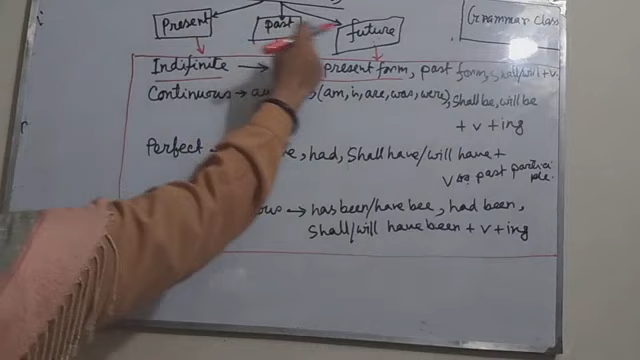 Present
Past
future
Grammar Class
Indefinite → present form, past form, shall/will + v.
Continuous → (am, is, are, was, were), Shall be, will be
+ v + ing
Perfect → had, Shall have/will have +
v past participle.
→ has been/have bee, had been,
Shall/will have been + v + ing